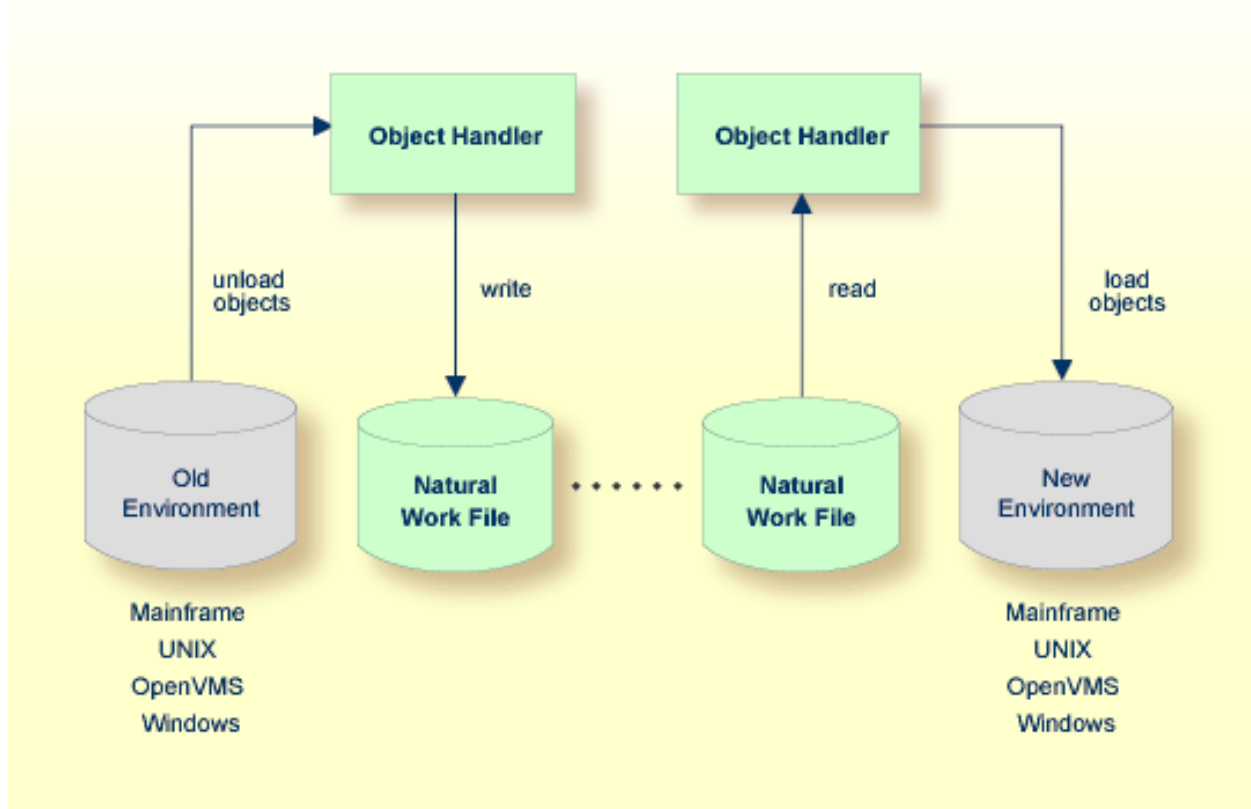 Object Handler
Object Handler
unload
objects
write
read
load
objects
Old
Environment
Natural
Work File
Natural
Work File
New
Environment
Mainframe
UNIX
OpenVMS
Windows
Mainframe
UNIX
OpenVMS
Windows